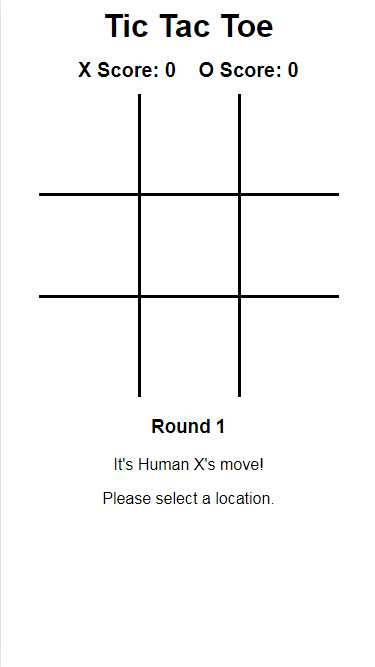 Tic Tac Toe
X Score: 0 O Score: 0
Round 1
It's Human X's move!
Please select a location.